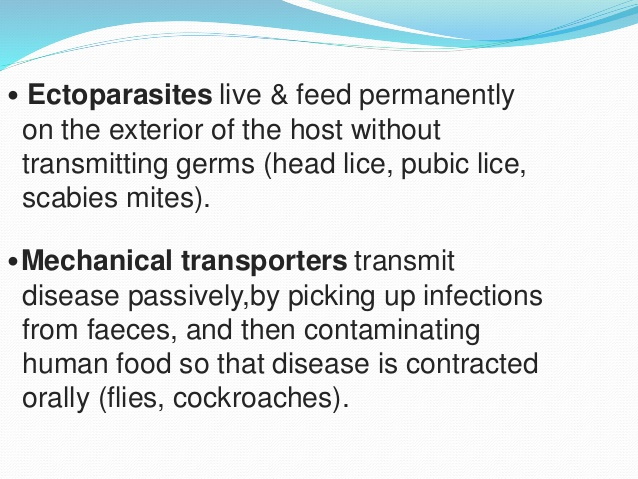 • Ectoparasites live & feed permanently
on the exterior of the host without
transmitting germs (head lice, pubic lice,
scabies mites).
•Mechanical transporters transmit
disease passively,by picking up infections
from faeces, and then contaminating
human food so that disease is contracted
orally (flies, cockroaches).